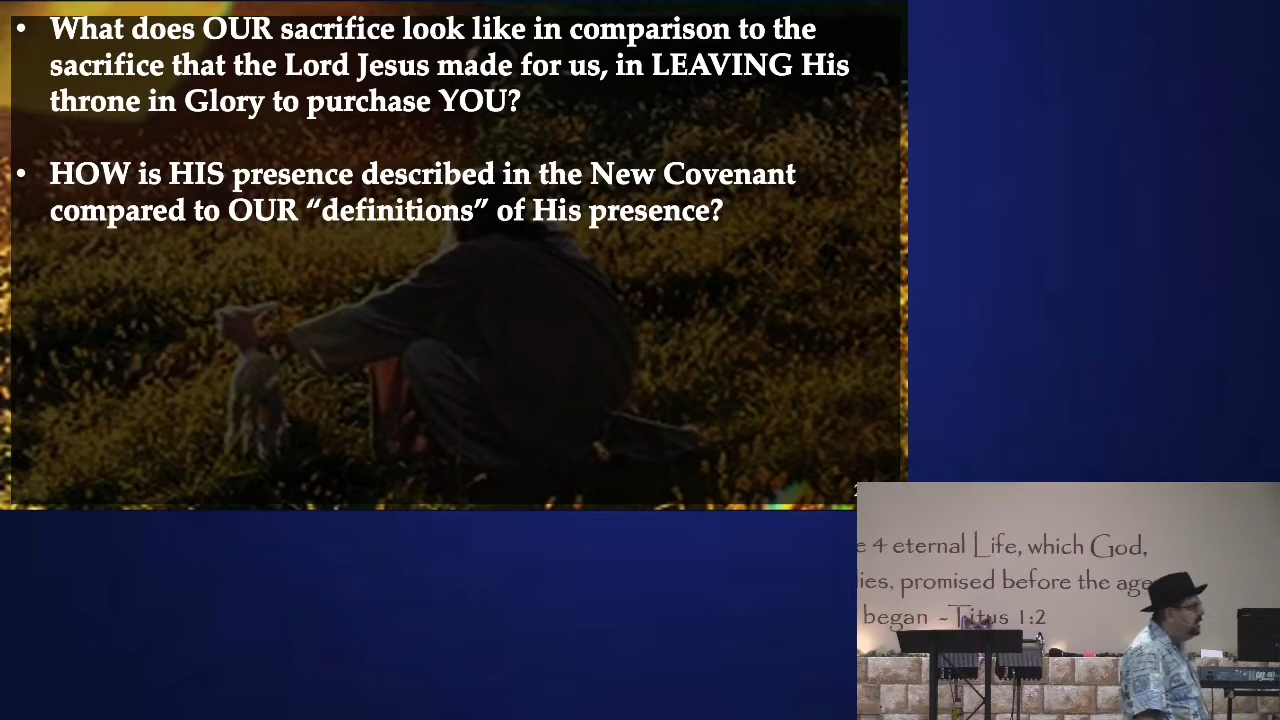 • What does OUR sacrifice look like in comparison to the
sacrifice that the Lord Jesus made for us, in LEAVING His
throne in Glory to purchase YOU?
• HOW is HIS presence described in the New Covenant
compared to OUR “definitions” of His presence?
e 4 eternal Life, which God,
ies, promised before the age
began ~Titus 1:2